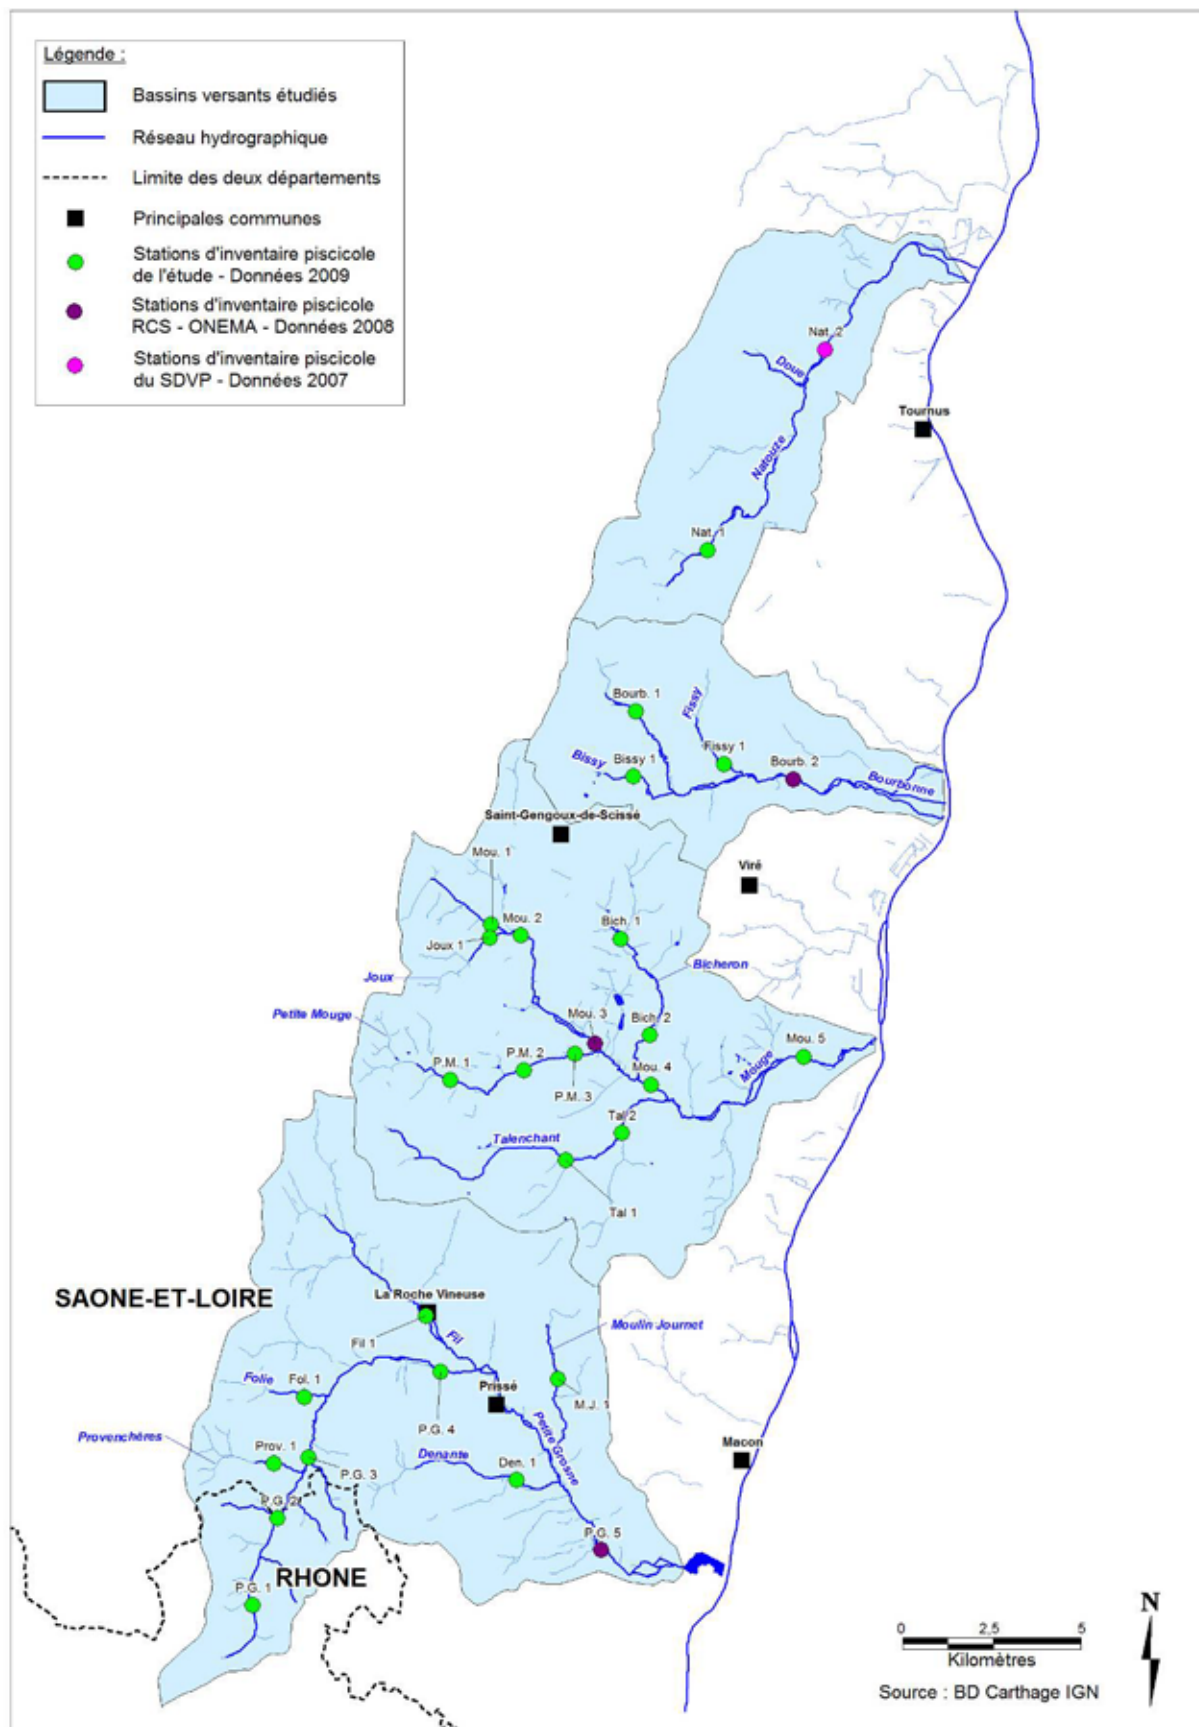 Légende :
Bassins versants étudiés
Réseau hydrographique
Limite des deux départements
Principales communes
Stations d'inventaire piscicole
de l'étude - Données 2009
Stations d'inventaire piscicole
RCS - ONEMA - Données 2008
Stations d'inventaire piscicole
du SDVP - Données 2007
Nat. 2
Doue
Tournus
Natouze
Nat. 1
Bourb. 1
Fissy
Bissy
Bissy 1
Fissy 1
Bourb. 2
Bourbonne
Saint-Gengoux-de-Scissé
Mou. 1
Viré
Mou. 2
Bich. 1
Joux 1
Joux
Bicheron
Petite Mouge
Mou. 3
Bich. 2
Mou. 5
P.M. 1
P.M. 2
Mou. 4
Mouge
P.M. 3
Tal 2
Talenchant
Tal 1
SAONE-ET-LOIRE
La Roche Vineuse
Moulin Journet
Fil 1
Fil
Folie
Fol. 1
Prissé
M.J. 1
P.G. 4
Petite Grosne
Provenchères
Prov. 1
P.G. 3
Denante
Den. 1
Macon
P.G. 2
P.G. 5
RHONE
P.G. 1
N
0 2,5 5
Kilomètres
Source : BD Carthage IGN